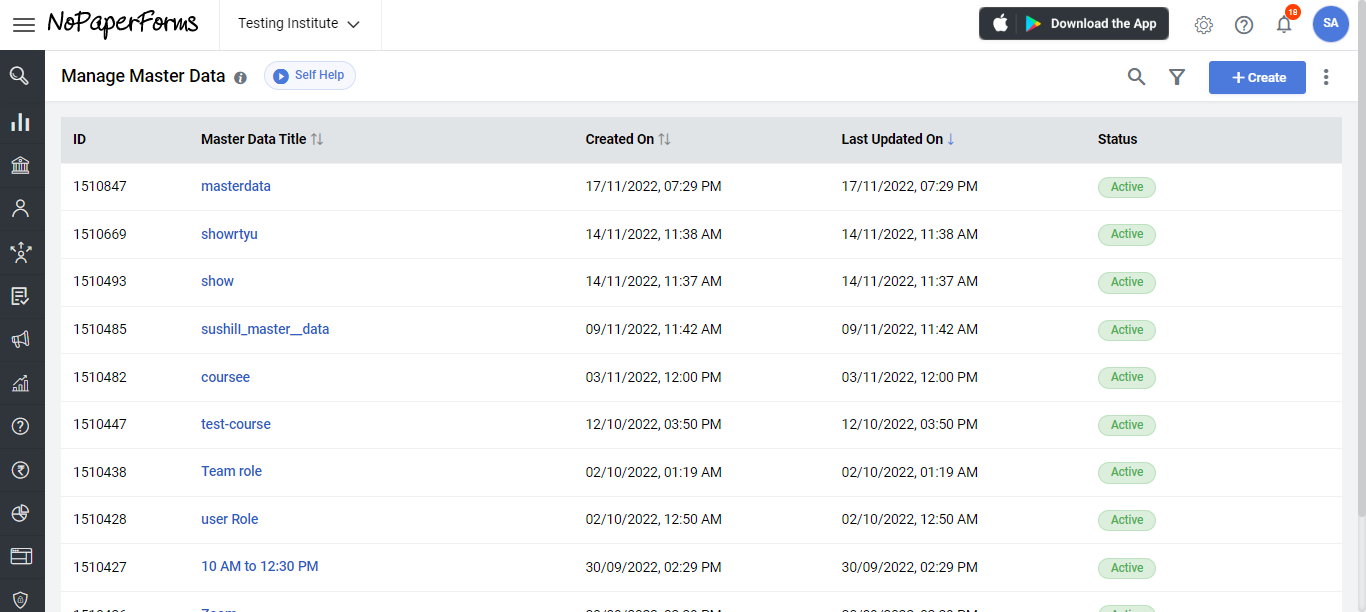 NoPaperForms Testing Institute Download the App 18 SA
Manage Master Data i Self Help + Create
ID Master Data Title Created On Last Updated On Status
1510847 masterdata 17/11/2022, 07:29 PM 17/11/2022, 07:29 PM Active
1510669 showrtyu 14/11/2022, 11:38 AM 14/11/2022, 11:38 AM Active
1510493 show 14/11/2022, 11:37 AM 14/11/2022, 11:37 AM Active
1510485 sushill_master__data 09/11/2022, 11:42 AM 09/11/2022, 11:42 AM Active
1510482 coursee 03/11/2022, 12:00 PM 03/11/2022, 12:00 PM Active
1510447 test-course 12/10/2022, 03:50 PM 12/10/2022, 03:50 PM Active
1510438 Team role 02/10/2022, 01:19 AM 02/10/2022, 01:19 AM Active
1510428 user Role 02/10/2022, 12:50 AM 02/10/2022, 12:50 AM Active
1510427 10 AM to 12:30 PM 30/09/2022, 02:29 PM 30/09/2022, 02:29 PM Active